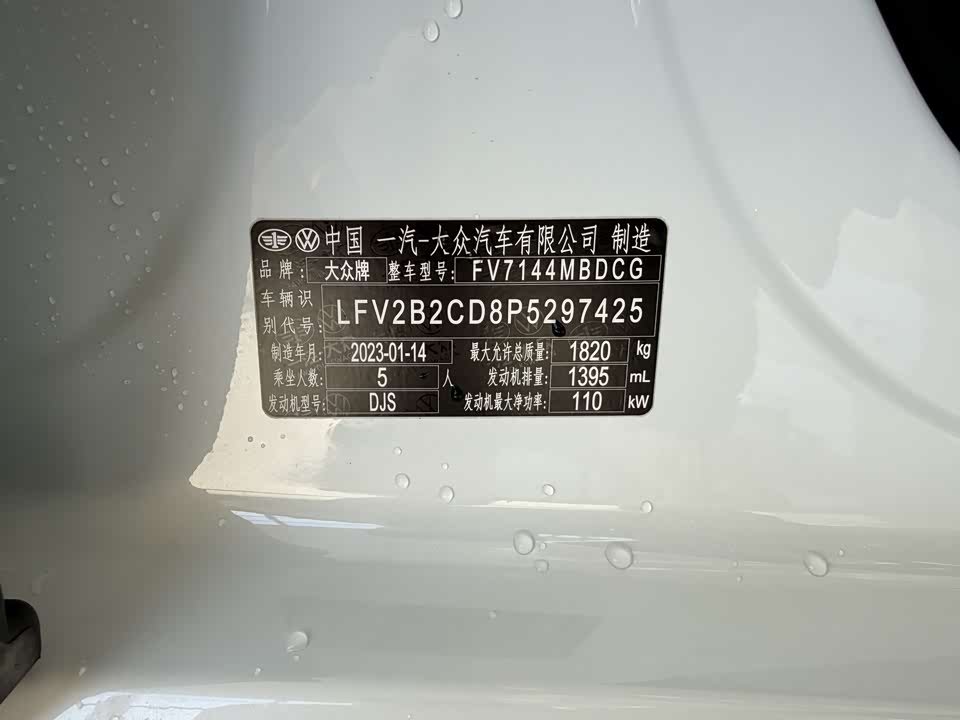 中国 一汽-大众汽车有限公司 制造
品牌: 大众牌 整车型号: FV7144MBDCG
车辆识别代号: LFV2B2CD8P5297425
制造年月: 2023-01-14 最大允许总质量: 1820 kg
乘坐人数: 5 人 发动机排量: 1395 mL
发动机型号: DJS 发动机最大净功率: 110 kW